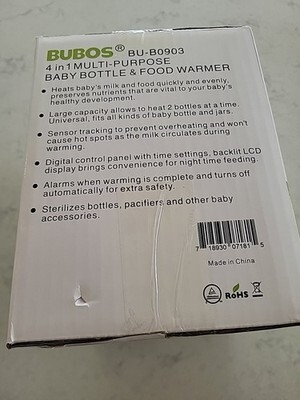 BUBOS® BU-B0903
4 in 1 MULTI-PURPOSE
BABY BOTTLE & FOOD WARMER
• Heats baby's milk and food quickly and evenly,
preserves nutrients that are vital to your baby's
healthy development.
• Large capacity allows to heat 2 bottles at a time.
Universal, fits all kinds of baby bottle and jars.
• Sensor tracking to prevent overheating and won't
cause hot spots as the milk circulates during
warming.
• Digital control panel with time settings, backlit LCD
display brings convenience for night time feeding.
• Alarms when warming is complete and turns off
automatically for extra safety.
• Sterilizes bottles, pacifiers and other baby
accessories.
7 18930 07181 5
Made in China
RoHS